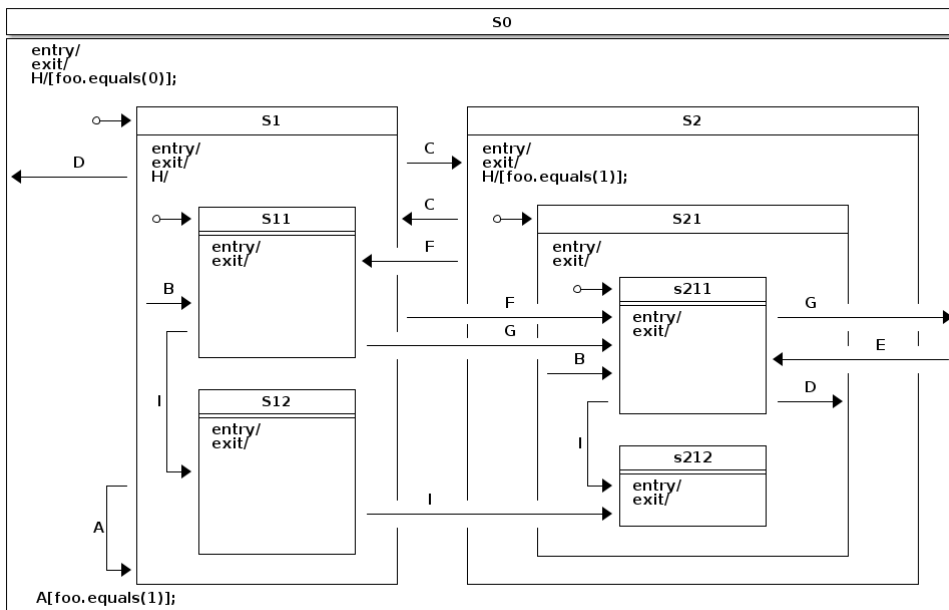 S0
entry/
exit/
H/[foo.equals(0)];
S1
S2
D
entry/
exit/
H/
C
entry/
exit/
H/[foo.equals(1)];
S11
C
S21
entry/
exit/
F
entry/
exit/
B
s211
F
entry/
exit/
G
G
E
B
I
S12
D
entry/
exit/
I
s212
entry/
exit/
I
A
A[foo.equals(1)];